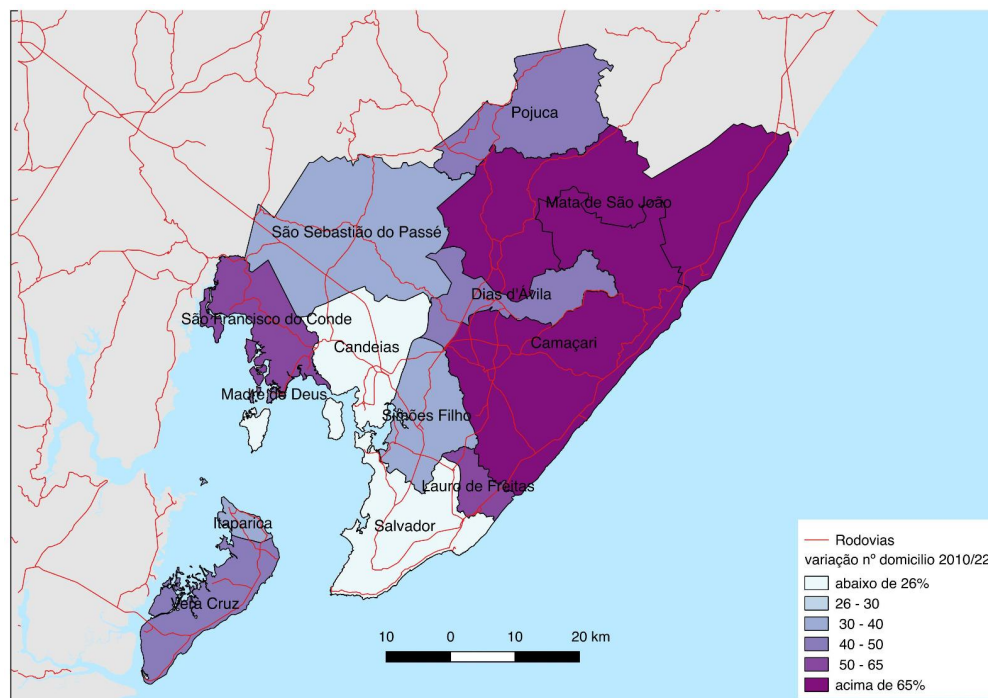 Pojuca
Mata de São João
São Sebastião do Passé
Dias d'Ávila
São Francisco do Conde
Candeias
Camaçari
Madre de Deus
Simões Filho
Lauro de Freitas
Salvador
Itaparica
Vera Cruz
10 0 10 20 km
Rodovias
variação nº domicilio 2010/22
abaixo de 26%
26 - 30
30 - 40
40 - 50
50 - 65
acima de 65%